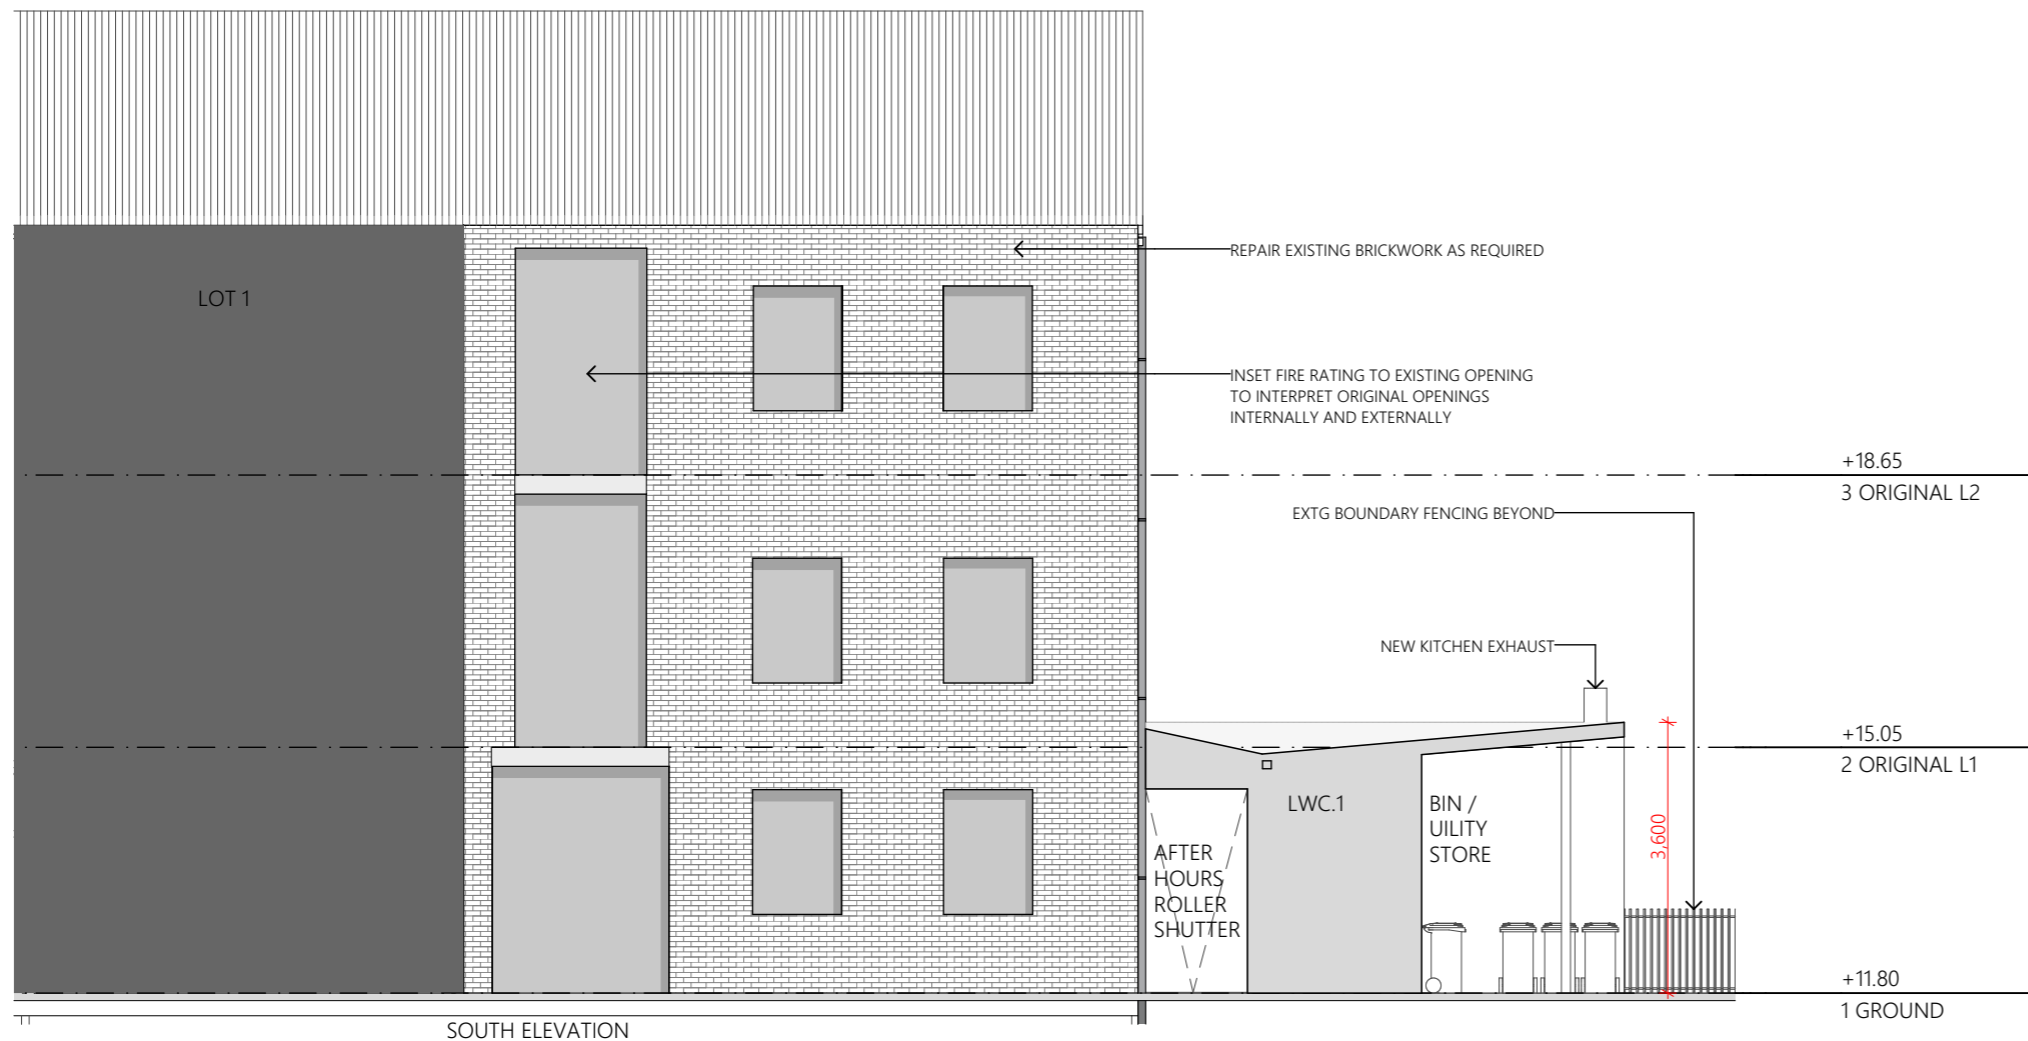 REPAIR EXISTING BRICKWORK AS REQUIRED
LOT 1
INSET FIRE RATING TO EXISTING OPENING
TO INTERPRET ORIGINAL OPENINGS
INTERNALLY AND EXTERNALLY
+18.65
3 ORIGINAL L2
EXTG BOUNDARY FENCING BEYOND
NEW KITCHEN EXHAUST
+15.05
2 ORIGINAL L1
LWC.1
BIN /
UILITY
STORE
3,600
AFTER
HOURS
ROLLER
SHUTTER
+11.80
1 GROUND
SOUTH ELEVATION